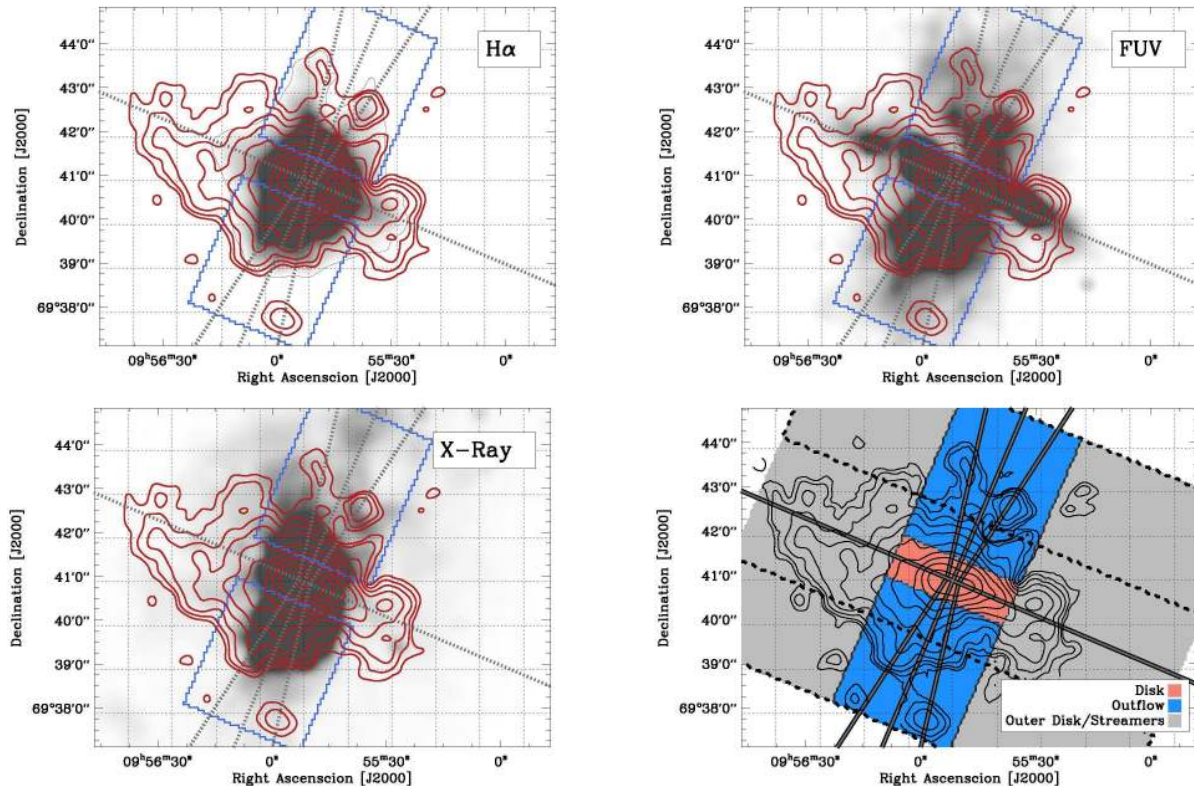 Hα
44'0"
43'0"
42'0"
41'0"
40'0"
39'0"
69°38'0"
Declination [J2000]
09ʰ56ᵐ30ˢ
0ˢ
55ᵐ30ˢ
0ˢ
Right Ascenscion [J2000]
FUV
44'0"
43'0"
42'0"
41'0"
40'0"
39'0"
69°38'0"
Declination [J2000]
09ʰ56ᵐ30ˢ
0ˢ
55ᵐ30ˢ
0ˢ
Right Ascenscion [J2000]
X-Ray
44'0"
43'0"
42'0"
41'0"
40'0"
39'0"
69°38'0"
Declination [J2000]
09ʰ56ᵐ30ˢ
0ˢ
55ᵐ30ˢ
0ˢ
Right Ascenscion [J2000]
44'0"
43'0"
42'0"
41'0"
40'0"
39'0"
69°38'0"
Declination [J2000]
Disk
Outflow
Outer Disk/Streamers
09ʰ56ᵐ30ˢ
0ˢ
55ᵐ30ˢ
0ˢ
Right Ascenscion [J2000]